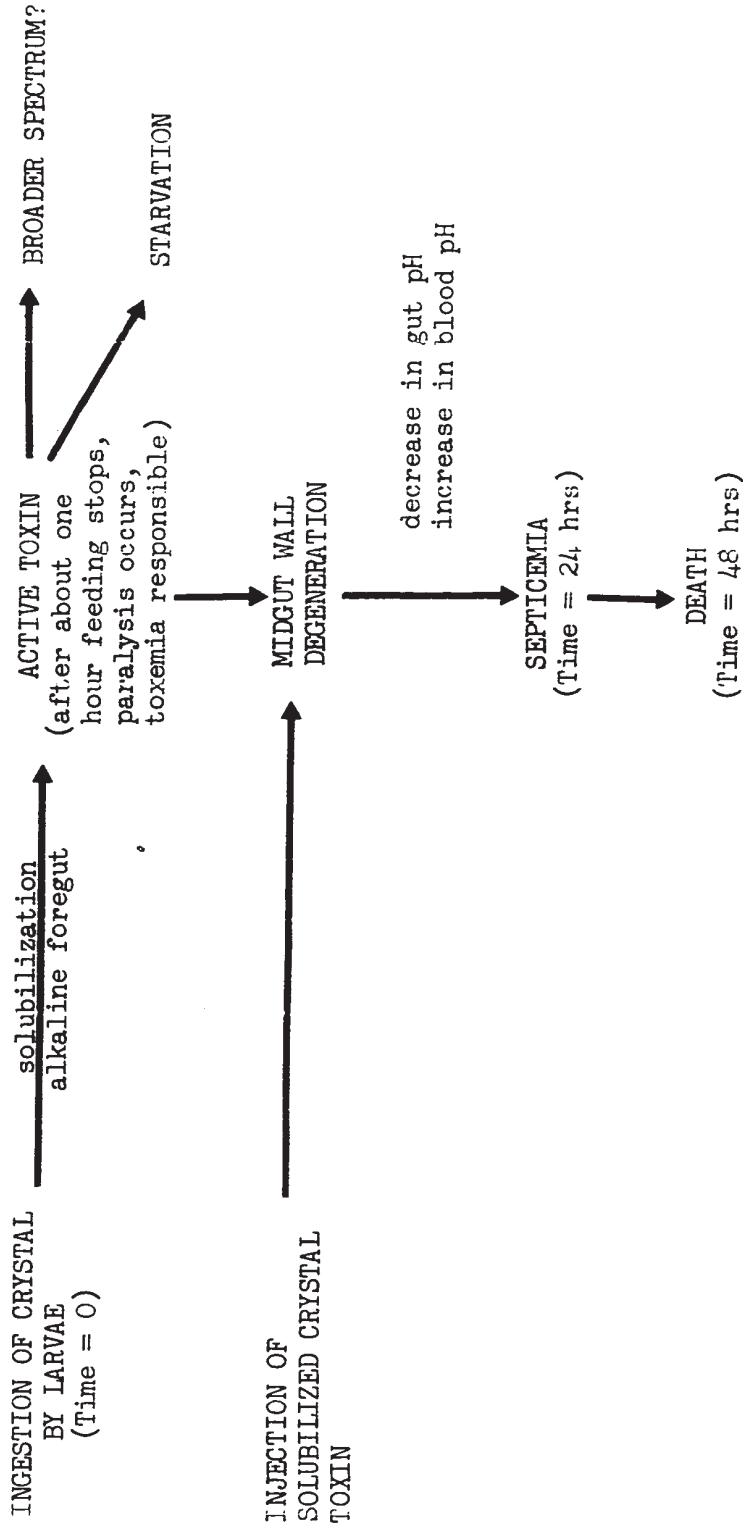 INGESTION OF CRYSTAL
BY LARVAE
(Time = 0)
solubilization
alkaline foregut
ACTIVE TOXIN
(after about one
hour feeding stops,
paralysis occurs,
toxemia responsible)
BROADER SPECTRUM?
STARVATION
INJECTION OF
SOLUBILIZED CRYSTAL
TOXIN
MIDGUT WALL
DEGENERATION
decrease in gut pH
increase in blood pH
SEPTICEMIA
(Time = 24 hrs)
DEATH
(Time = 48 hrs)